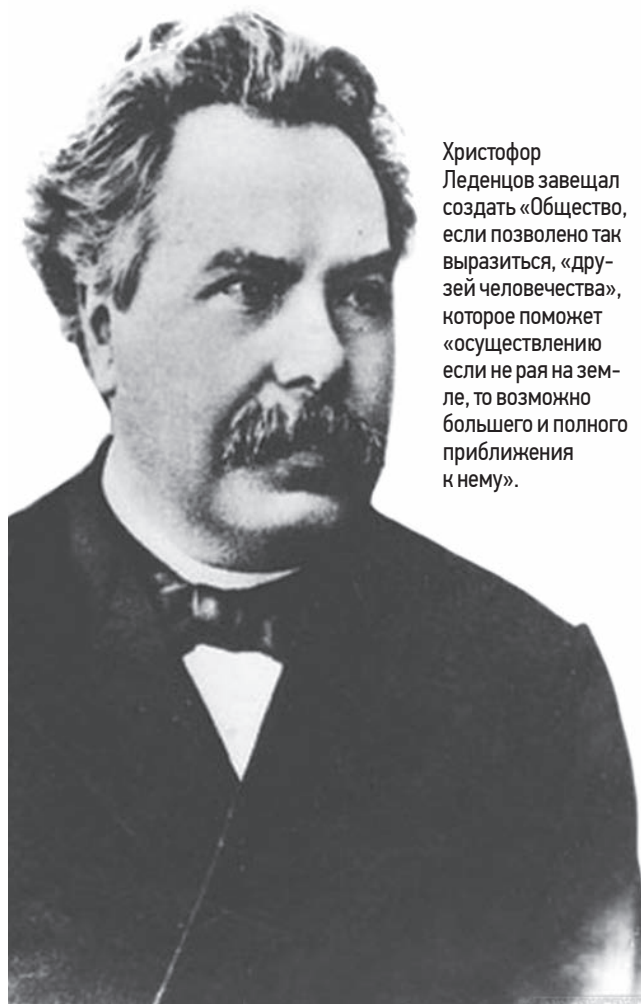 Христофор
Леденцов завещал
создать «Общество,
если позволено так
выразиться, «дру-
зей человечества»,
которое поможет
«осуществлению
если не рая на зем-
ле, то возможно
большего и полного
приближения
к нему».